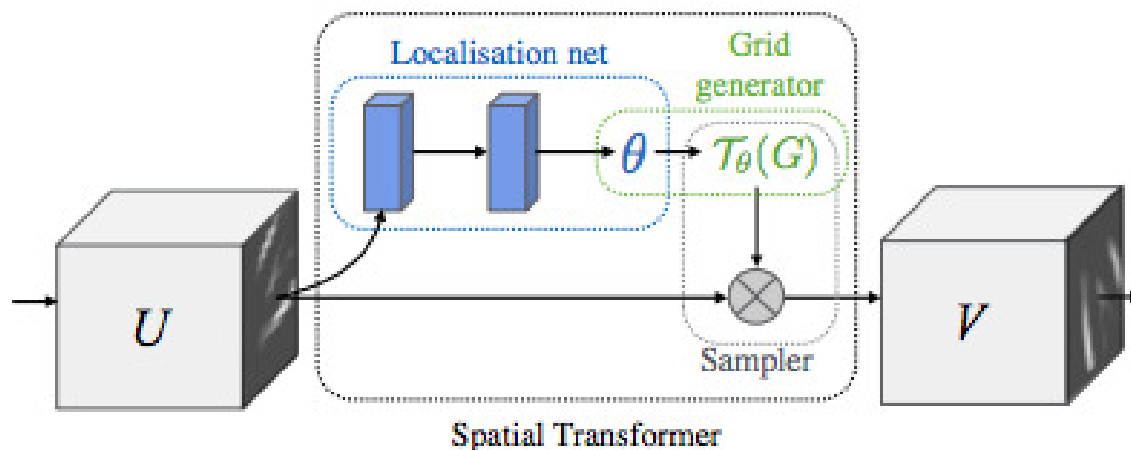 Localisation net
Grid
generator
θ
𝒯θ(G)
U
V
Sampler
Spatial Transformer